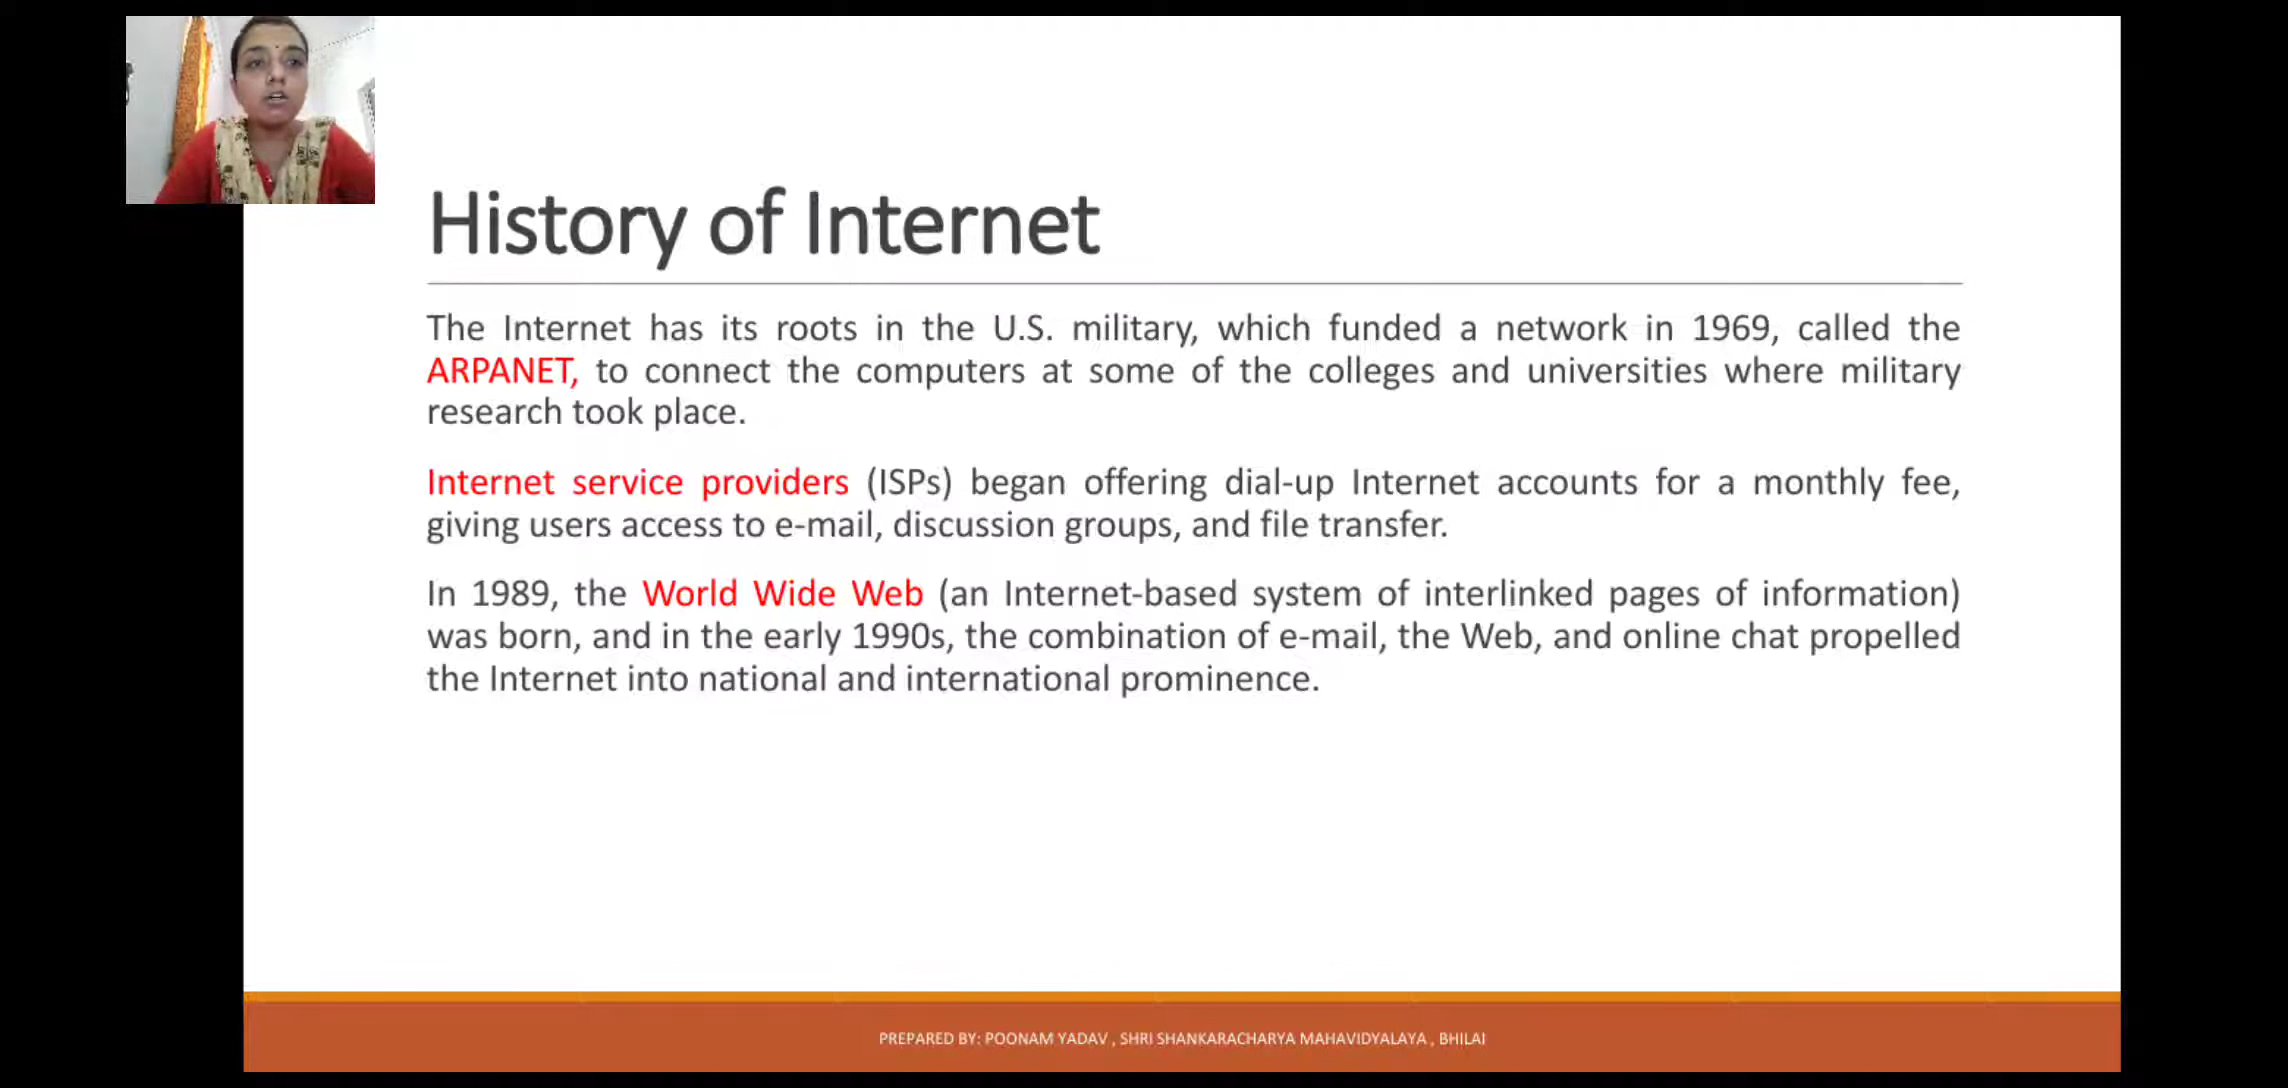 History of Internet
The Internet has its roots in the U.S. military, which funded a network in 1969, called the
ARPANET, to connect the computers at some of the colleges and universities where military
research took place.
Internet service providers (ISPs) began offering dial-up Internet accounts for a monthly fee,
giving users access to e-mail, discussion groups, and file transfer.
In 1989, the World Wide Web (an Internet-based system of interlinked pages of information)
was born, and in the early 1990s, the combination of e-mail, the Web, and online chat propelled
the Internet into national and international prominence.
PREPARED BY: POONAM YADAV , SHRI SHANKARACHARYA MAHAVIDYALAYA , BHILAI